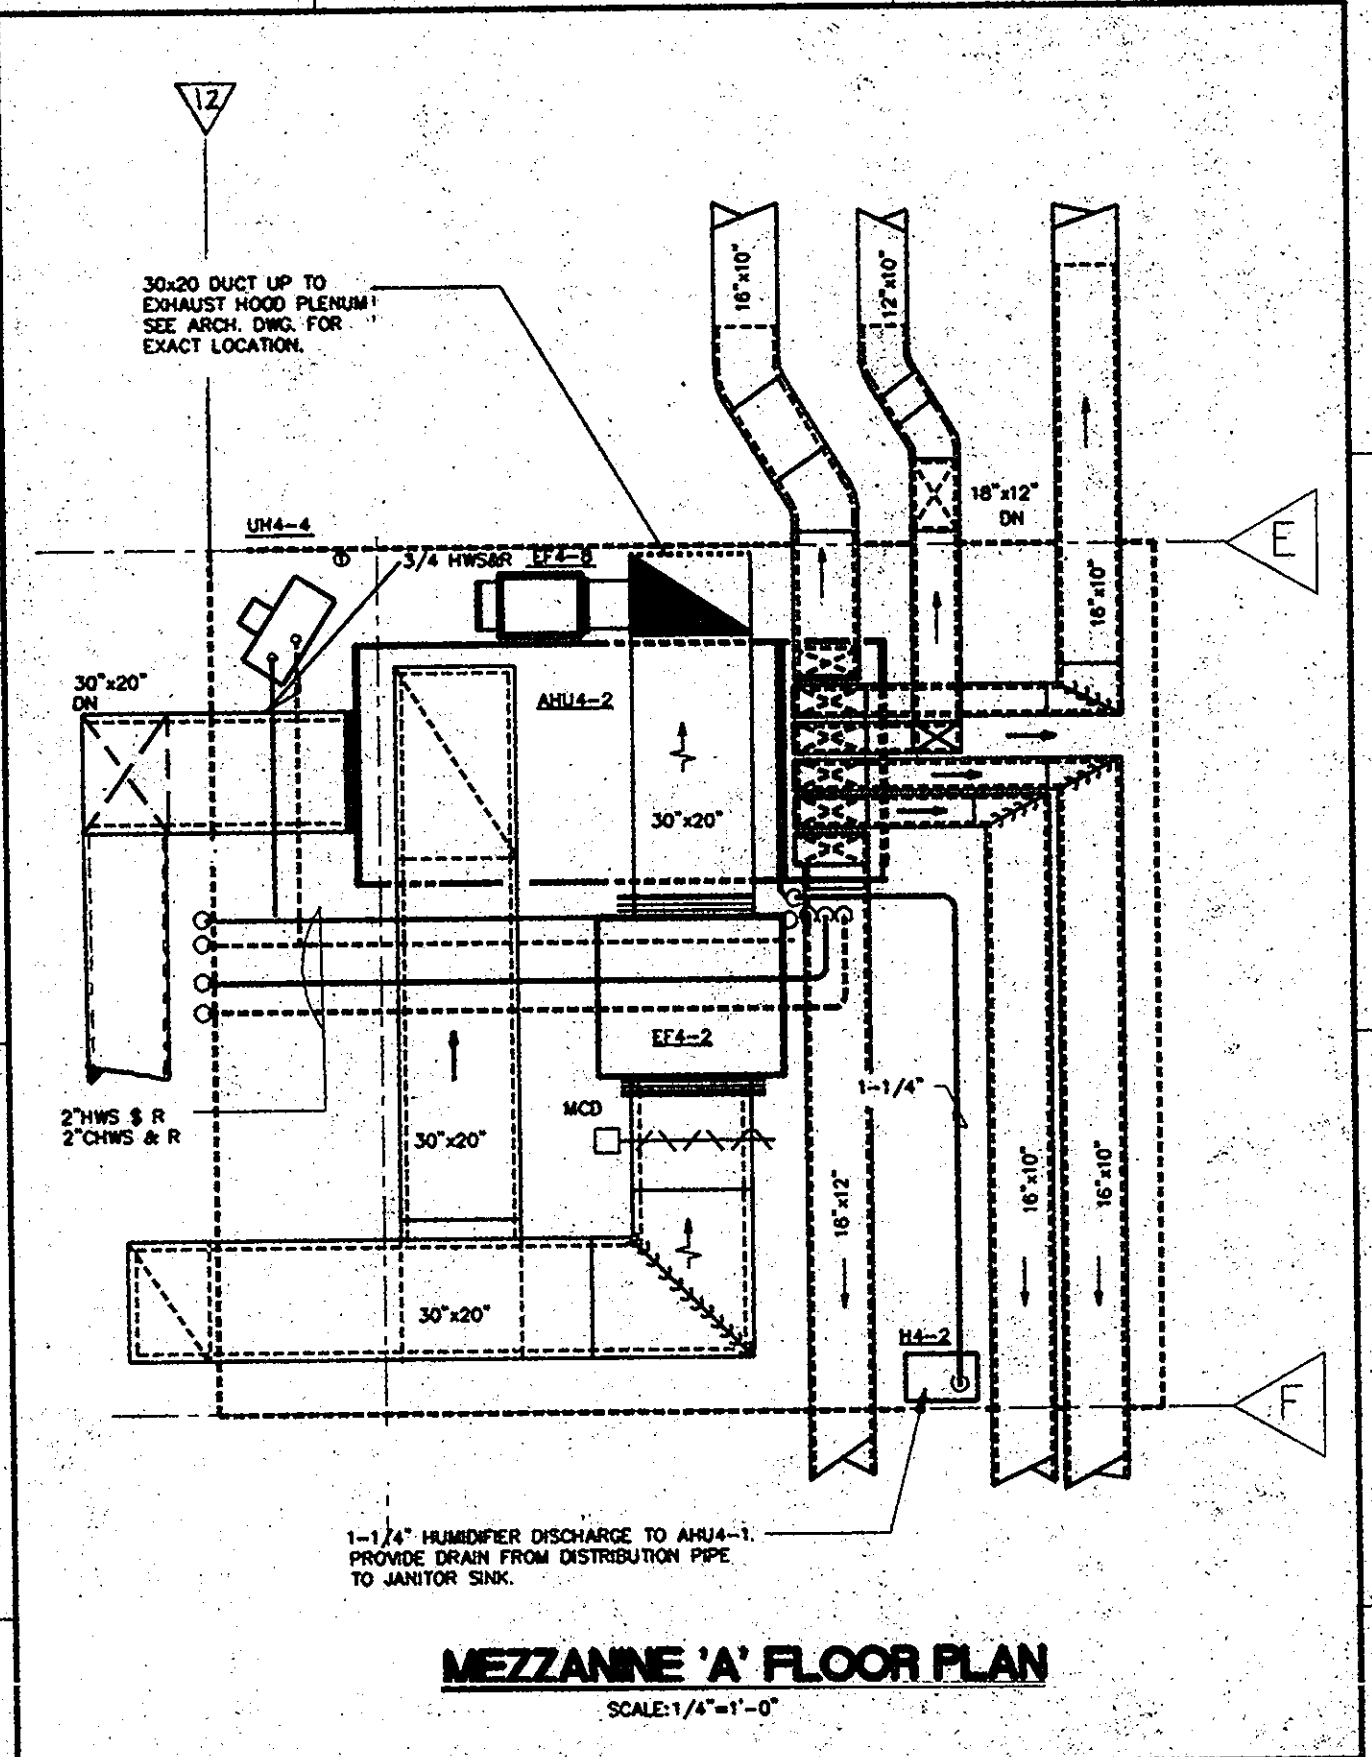 12
30x20 DUCT UP TO
EXHAUST HOOD PLENUM
SEE ARCH. DWG. FOR
EXACT LOCATION.
16"x10"
12"x10"
18"x12"
DN
E
UH4-4
3/4 HWS&R
EF4-8
16"x10"
30"x20"
DN
AHU4-2
30"x20"
EF4-2
1-1/4"
MCD
2"HWS $ R
2"CHWS & R
30"x20"
16"x12"
16"x10"
16"x10"
30"x20"
H4-2
F
1-1/4" HUMIDIFIER DISCHARGE TO AHU4-1.
PROVIDE DRAIN FROM DISTRIBUTION PIPE
TO JANITOR SINK.
MEZZANINE 'A' FLOOR PLAN
SCALE:1/4"=1'-0"